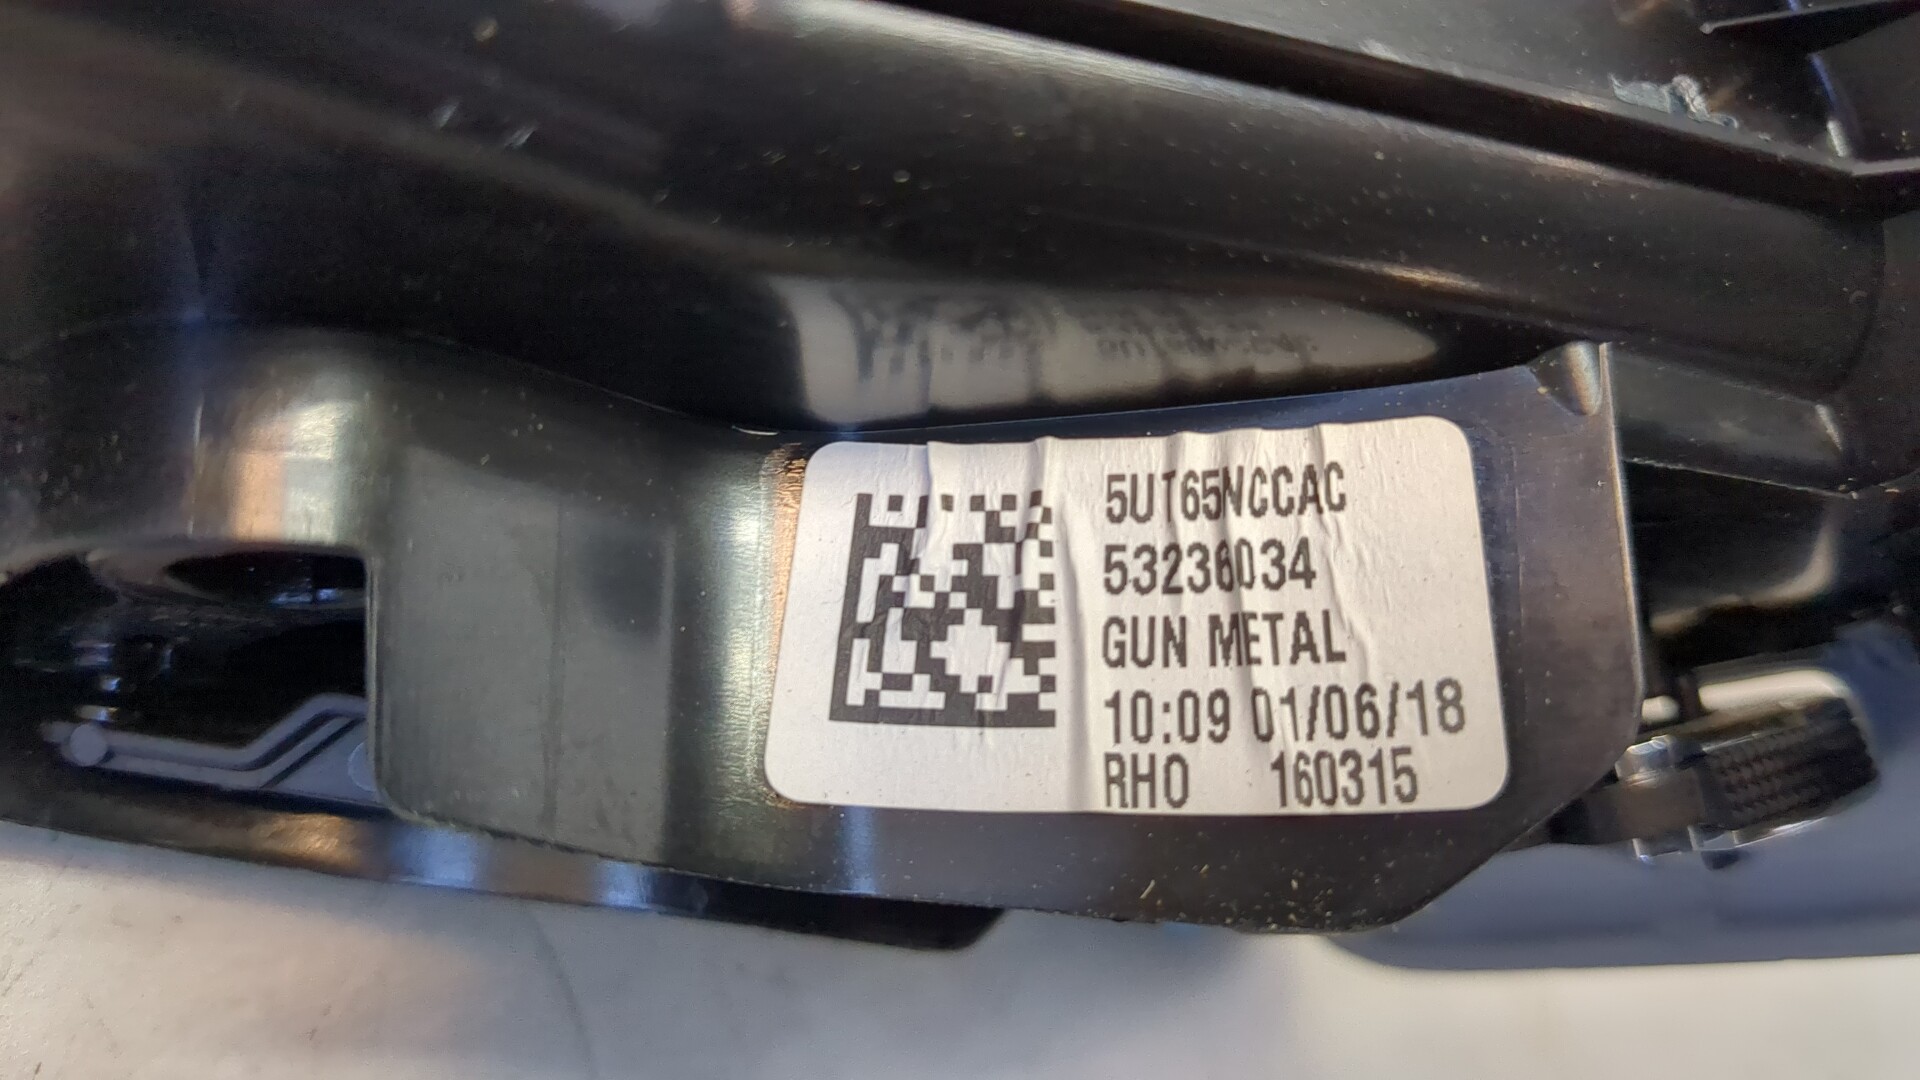 5UT65NCCAC
53236034
GUN METAL
10:09 01/06/18
RHO 160315